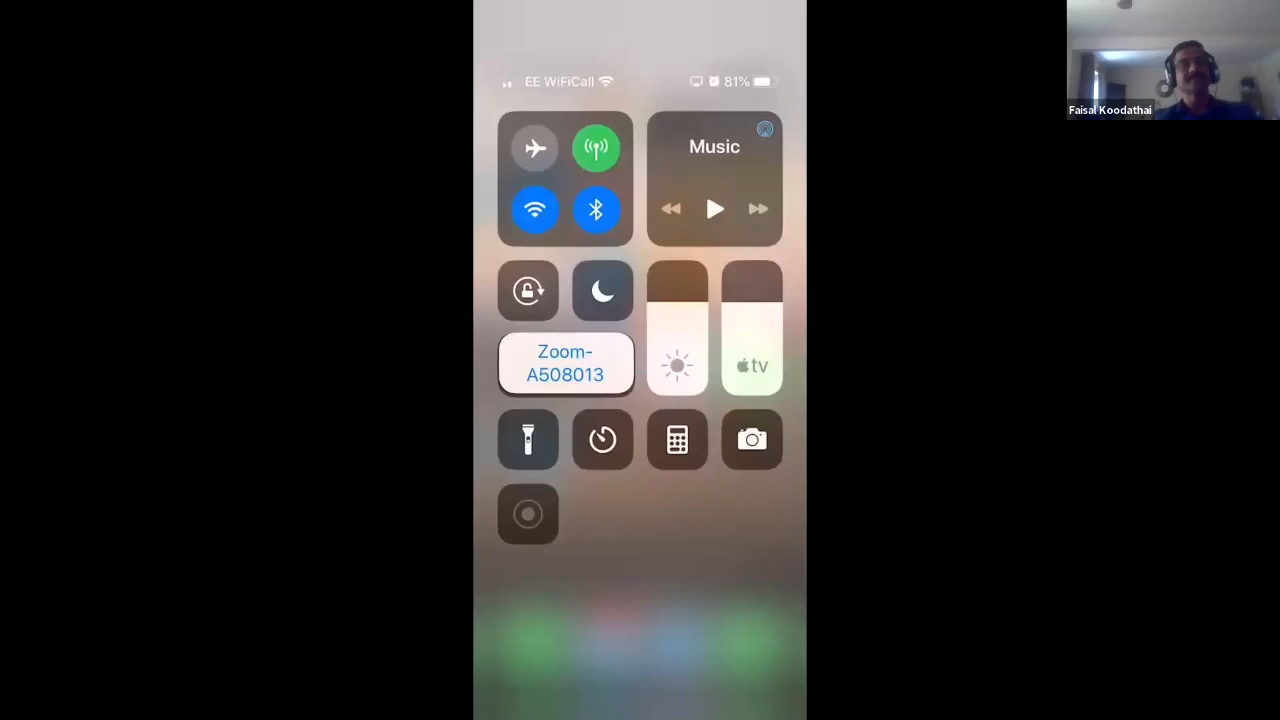 EE WiFiCall
81%
Music
Zoom-
A508013
tv
Faisal Koodathai